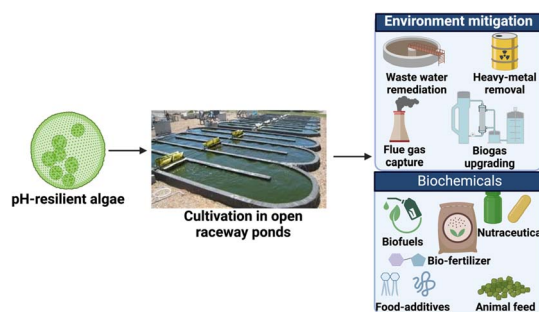 Environment mitigation
Waste water
remediation
Heavy-metal
removal
Flue gas
capture
Biogas
upgrading
pH-resilient algae
Cultivation in open
raceway ponds
Biochemicals
Biofuels
Nutraceutical
Bio-fertilizer
Food-additives
Animal feed